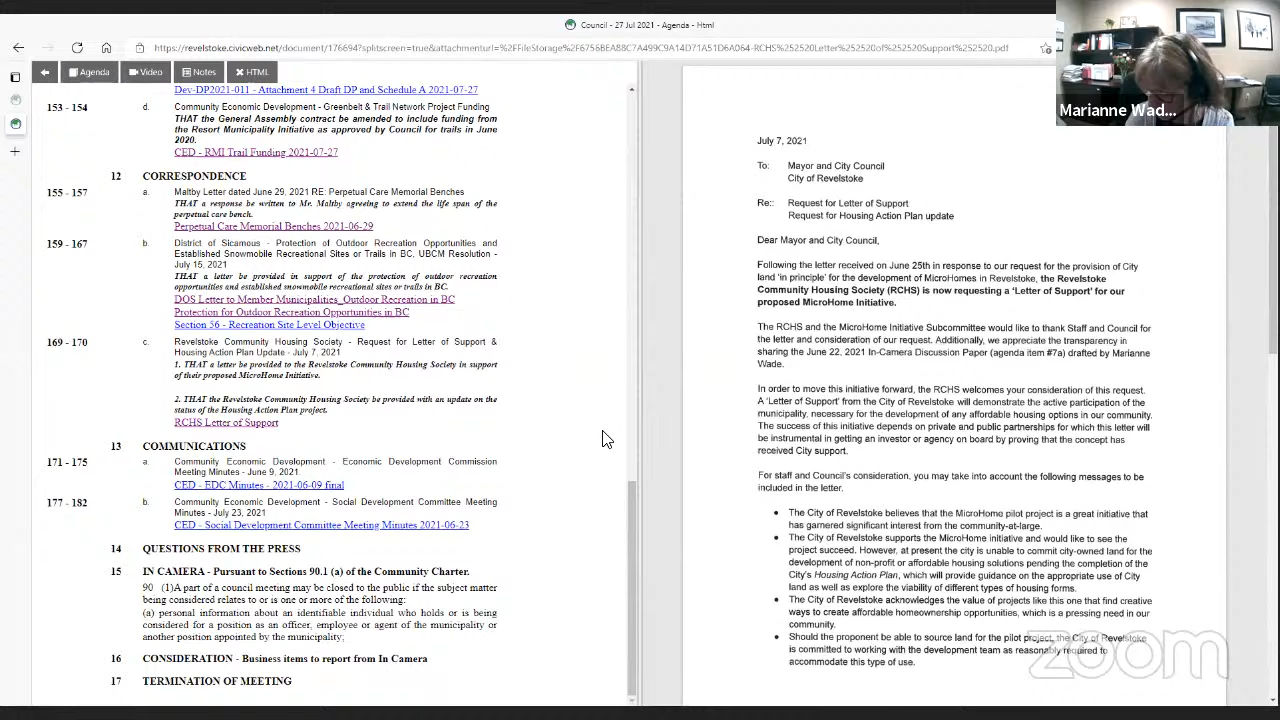 Council - 27 Jul 2021 - Agenda - Html
https://revelstoke.civicweb.net/document/176694?splitscreen=true&attachmenturl=%2FFileStorage%2F6756BEA88C7A499C9A14D71A51D6A064-RCHS%252520Letter%252520of%252520Support%252520.pdf
Agenda Video Notes HTML
Dev-DP2021-011 - Attachment 4 Draft DP and Schedule A 2021-07-27
153 - 154 d. Community Economic Development - Greenbelt & Trail Network Project Funding
THAT the General Assembly contract be amended to include funding
from the Resort Municipality Initiative as approved by Council for trails in June
2020.
CED - RMI Trail Funding 2021-07-27
12 CORRESPONDENCE
155 - 157 a. Maltby Letter dated June 29, 2021 RE: Perpetual Care Memorial Benches
THAT a response be written to Mr. Maltby agreeing to extend the life span of the
perpetual care bench.
Perpetual Care Memorial Benches 2021-06-29
159 - 167 b. District of Sicamous - Protection of Outdoor Recreation Opportunities and
Established Snowmobile Recreational Sites or Trails in BC, UBCM Resolution -
July 15, 2021
THAT a letter be provided in support of the protection of outdoor recreation
opportunities and established snowmobile recreational sites or trails in BC.
DOS Letter to Member Municipalities_Outdoor Recreation in BC
Protection for Outdoor Recreation Opportunities in BC
Section 56 - Recreation Site Level Objective
169 - 170 c. Revelstoke Community Housing Society - Request for Letter of Support &
Housing Action Plan Update - July 7, 2021
1. THAT a letter be provided to the Revelstoke Community Housing Society in support
of their proposed MicroHome Initiative.
2. THAT the Revelstoke Community Housing Society be provided with an update on the
status of the Housing Action Plan project.
RCHS Letter of Support
13 COMMUNICATIONS
171 - 175 a. Community Economic Development - Economic Development Commission
Meeting Minutes - June 9, 2021.
CED - EDC Minutes - 2021-06-09 final
177 - 182 b. Community Economic Development - Social Development Committee Meeting
Minutes - July 23, 2021
CED - Social Development Committee Meeting Minutes 2021-06-23
14 QUESTIONS FROM THE PRESS
15 IN CAMERA - Pursuant to Sections 90.1 (a) of the Community Charter.
90 (1)A part of a council meeting may be closed to the public if the subject matter
being considered relates to or is one or more of the following:
(a) personal information about an identifiable individual who holds or is being
considered for a position as an officer, employee or agent of the municipality or
another position appointed by the municipality;
16 CONSIDERATION - Business items to report from In Camera
17 TERMINATION OF MEETING
Marianne Wad...
July 7, 2021
To: Mayor and City Council
City of Revelstoke
Re:: Request for Letter of Support
Request for Housing Action Plan update
Dear Mayor and City Council,
Following the letter received on June 25th in response to our request for the provision of City
land 'in principle' for the development of MicroHomes in Revelstoke, the Revelstoke
Community Housing Society (RCHS) is now requesting a 'Letter of Support' for our
proposed MicroHome Initiative.
The RCHS and the MicroHome Initiative Subcommittee would like to thank Staff and Council for
the letter and consideration of our request. Additionally, we appreciate the transparency in
sharing the June 22, 2021 In-Camera Discussion Paper (agenda item #7a) drafted by Marianne
Wade.
In order to move this initiative forward, the RCHS welcomes your consideration of this request.
A 'Letter of Support' from the City of Revelstoke will demonstrate the active participation of the
municipality, necessary for the development of any affordable housing options in our community.
The success of this initiative depends on private and public partnerships for which this letter will
be instrumental in getting an investor or agency on board by proving that the concept has
received City support.
For staff and Council's consideration, you may take into account the following messages to be
included in the letter.
● The City of Revelstoke believes that the MicroHome pilot project is a great initiative that
has garnered significant interest from the community-at-large.
● The City of Revelstoke supports the MicroHome initiative and would like to see the
project succeed. However, at present the city is unable to commit city-owned land for the
development of non-profit or affordable housing solutions pending the completion of the
City's Housing Action Plan, which will provide guidance on the appropriate use of City
land as well as explore the viability of different types of housing forms.
● The City of Revelstoke acknowledges the value of projects like this one that find creative
ways to create affordable homeownership opportunities, which is a pressing need in our
community.
● Should the proponent be able to source land for the pilot project, the City of Revelstoke
is committed to working with the development team as reasonably required to
accommodate this type of use.
zoom